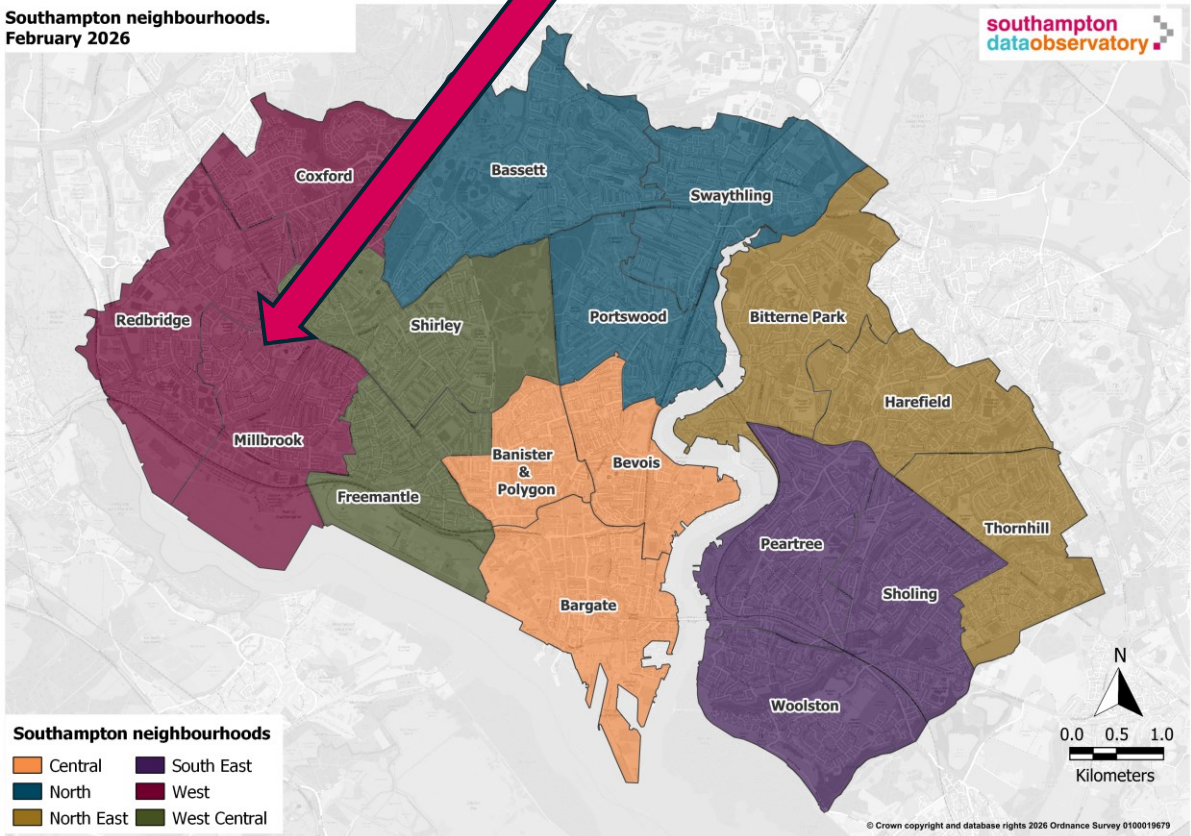 Southampton neighbourhoods.
February 2026
southampton
dataobservatory
Coxford
Bassett
Swaythling
Redbridge
Shirley
Portswood
Bitterne Park
Harefield
Millbrook
Banister
&
Polygon
Bevois
Freemantle
Thornhill
Peartree
Sholing
Bargate
Woolston
N
0.0 0.5 1.0
Kilometers
Southampton neighbourhoods
Central
South East
North
West
North East
West Central
© Crown copyright and database rights 2026 Ordnance Survey 0100019679